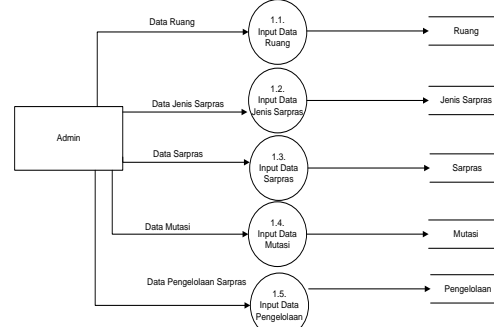 Data Ruang
1.1.
Input Data
Ruang
Ruang
Data Jenis Sarpras
1.2.
Input Data
Jenis Sarpras
Jenis Sarpras
Admin
Data Sarpras
1.3.
Input Data
Sarpras
Sarpras
Data Mutasi
1.4.
Input Data
Mutasi
Mutasi
Data Pengelolaan Sarpras
1.5.
Input Data
Pengelolaan
Pengelolaan